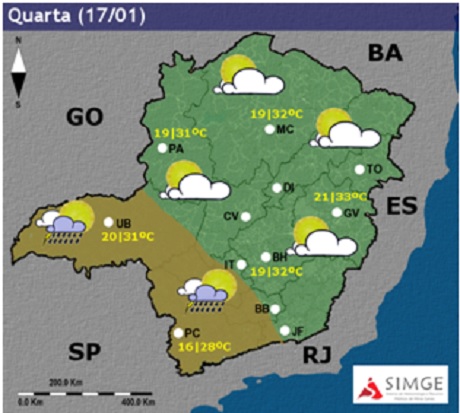 Quarta (17/01)
N
BA
S
GO
19|32ºC
MC
19|31ºC
PA
TO
DI
21|33ºC
ES
CV
GV
UB
20|31ºC
BH
IT
19|32ºC
BB
PC
JF
16|28ºC
SP
RJ
200.0 Km
0.0 Km
400.0 Km
SIMGE